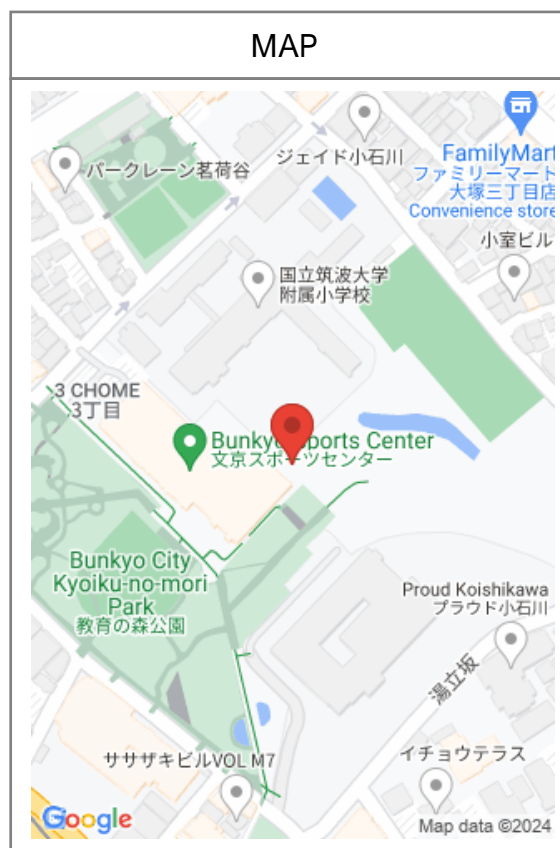 MAP
ジェイド小石川
FamilyMart
ファミリーマート
大塚三丁目店
Convenience store
パークレーン茗荷谷
小室ビル
国立筑波大学
附属小学校
3 CHOME
3丁目
Bunkyo Sports Center
文京スポーツセンター
Bunkyo City
Kyoiku-no-mori
Park
教育の森公園
Proud Koishikawa
プラウド小石川
湯立坂
ササザキビルVOL M7
イチョウテラス
Google
Map data ©2024